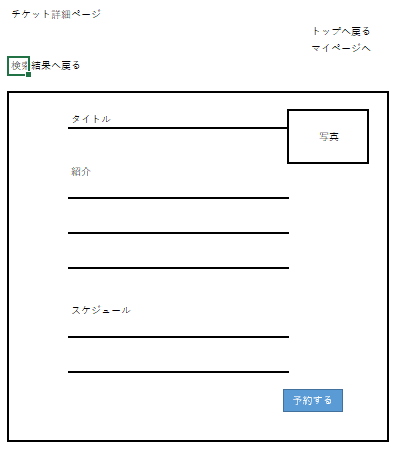 チケット詳細ページ
トップへ戻る
マイページへ
検索結果へ戻る
タイトル
写真
紹介
スケジュール
予約する